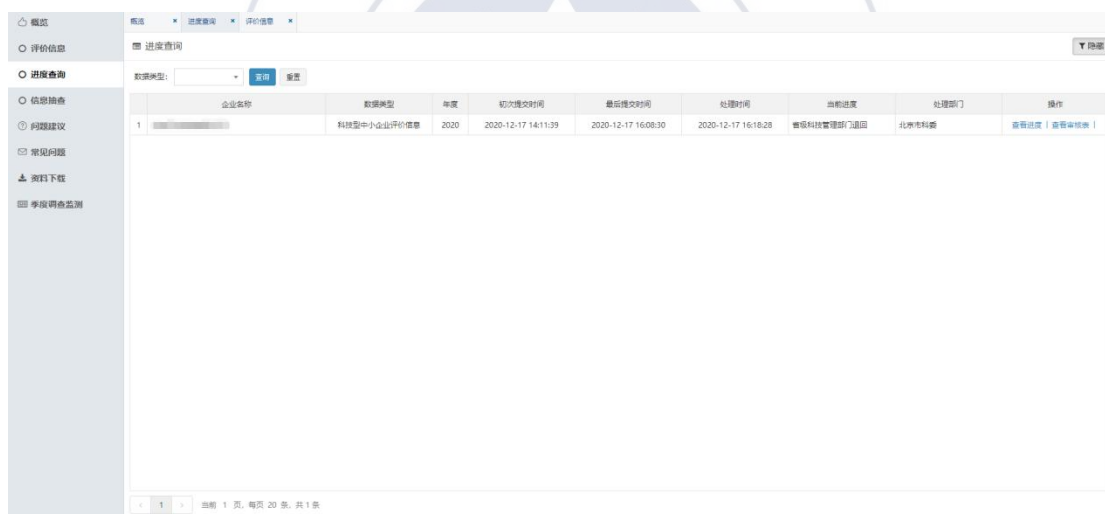 概览
评价信息
进度查询
信息抽查
问题建议
常见问题
资料下载
季度调查监测
概览 × 进度查询 × 评价信息 ×
进度查询
隐藏
数据类型： 查询 重置
企业名称 数据类型 年度 初次提交时间 最后提交时间 处理时间 当前进度 处理部门 操作
1 科技型中小企业评价信息 2020 2020-12-17 14:11:39 2020-12-17 16:08:30 2020-12-17 16:18:28 省级科技管理部门退回 北京市科委 查看进度 | 查看审核表 |
‹ 1 › 当前 1 页, 每页 20 条, 共 1 条